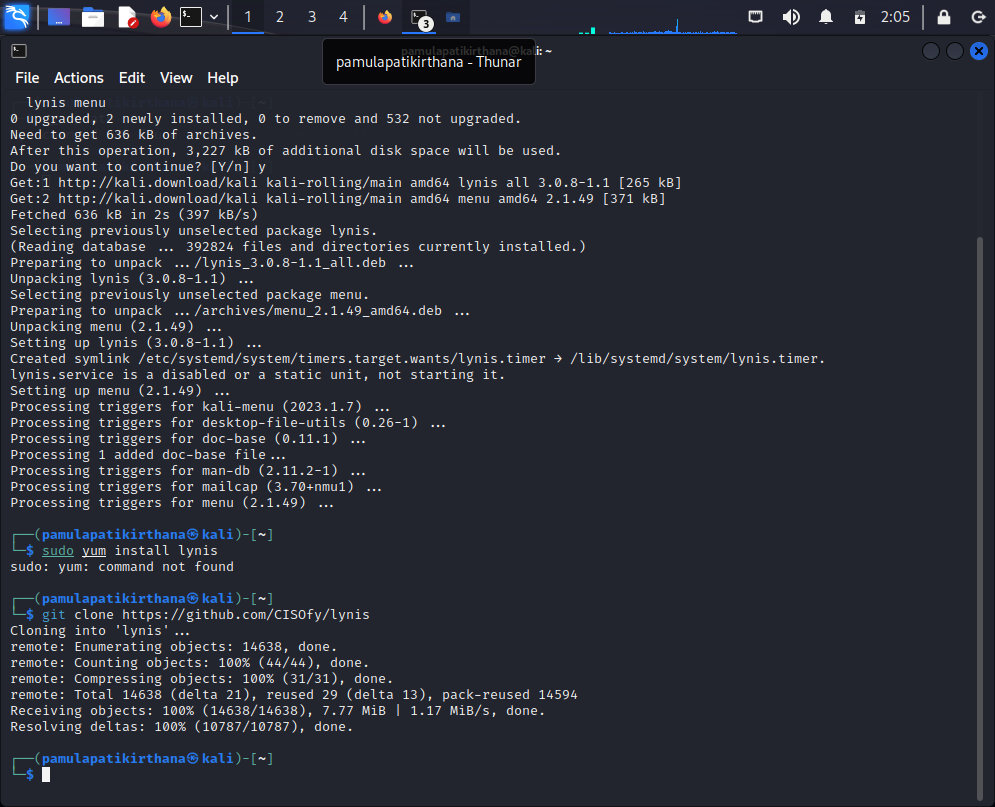 1 2 3 4 3 2:05
pamulapatikirthana@kali: ~
pamulapatikirthana - Thunar
File Actions Edit View Help
lynis menu
0 upgraded, 2 newly installed, 0 to remove and 532 not upgraded.
Need to get 636 kB of archives.
After this operation, 3,227 kB of additional disk space will be used.
Do you want to continue? [Y/n] y
Get:1 http://kali.download/kali kali-rolling/main amd64 lynis all 3.0.8-1.1 [265 kB]
Get:2 http://kali.download/kali kali-rolling/main amd64 menu amd64 2.1.49 [371 kB]
Fetched 636 kB in 2s (397 kB/s)
Selecting previously unselected package lynis.
(Reading database ... 392824 files and directories currently installed.)
Preparing to unpack .../lynis_3.0.8-1.1_all.deb ...
Unpacking lynis (3.0.8-1.1) ...
Selecting previously unselected package menu.
Preparing to unpack .../archives/menu_2.1.49_amd64.deb ...
Unpacking menu (2.1.49) ...
Setting up lynis (3.0.8-1.1) ...
Created symlink /etc/systemd/system/timers.target.wants/lynis.timer → /lib/systemd/system/lynis.timer.
lynis.service is a disabled or a static unit, not starting it.
Setting up menu (2.1.49) ...
Processing triggers for kali-menu (2023.1.7) ...
Processing triggers for desktop-file-utils (0.26-1) ...
Processing triggers for doc-base (0.11.1) ...
Processing 1 added doc-base file...
Processing triggers for man-db (2.11.2-1) ...
Processing triggers for mailcap (3.70+nmu1) ...
Processing triggers for menu (2.1.49) ...
┌──(pamulapatikirthana㉿kali)-[~]
└─$ sudo yum install lynis
sudo: yum: command not found
┌──(pamulapatikirthana㉿kali)-[~]
└─$ git clone https://github.com/CISOfy/lynis
Cloning into 'lynis'...
remote: Enumerating objects: 14638, done.
remote: Counting objects: 100% (44/44), done.
remote: Compressing objects: 100% (31/31), done.
remote: Total 14638 (delta 21), reused 29 (delta 13), pack-reused 14594
Receiving objects: 100% (14638/14638), 7.77 MiB | 1.17 MiB/s, done.
Resolving deltas: 100% (10787/10787), done.
┌──(pamulapatikirthana㉿kali)-[~]
└─$